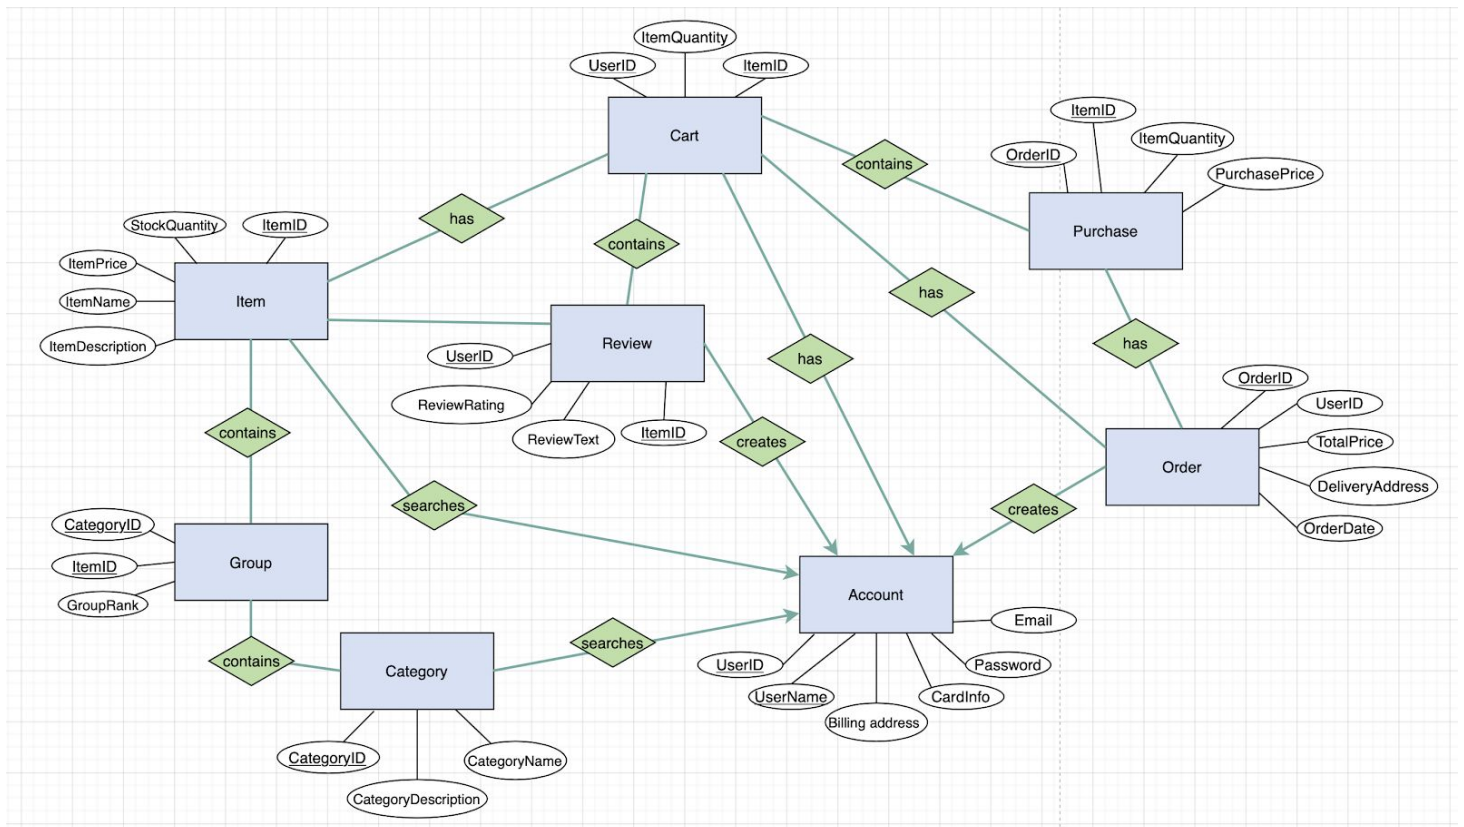 ItemQuantity
UserID
ItemID
Cart
contains
ItemID
ItemQuantity
OrderID
PurchasePrice
Purchase
has
StockQuantity
ItemID
ItemPrice
ItemName
ItemDescription
Item
contains
has
has
has
Review
UserID
ReviewRating
ReviewText
ItemID
creates
OrderID
UserID
TotalPrice
DeliveryAddress
OrderDate
Order
creates
contains
searches
CategoryID
ItemID
GroupRank
Group
contains
Category
searches
CategoryID
CategoryName
CategoryDescription
Account
Email
Password
CardInfo
UserID
UserName
Billing address